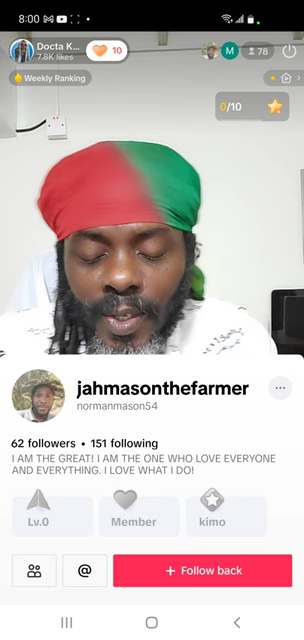 8:00
Docta K...
7.8K likes
10
M
78
Weekly Ranking
0/10
jahmasonthefarmer
normanmason54
62 followers • 151 following
I AM THE GREAT! I AM THE ONE WHO LOVE EVERYONE
AND EVERYTHING. I LOVE WHAT I DO!
Lv.0
Member
kimo
@
+ Follow back